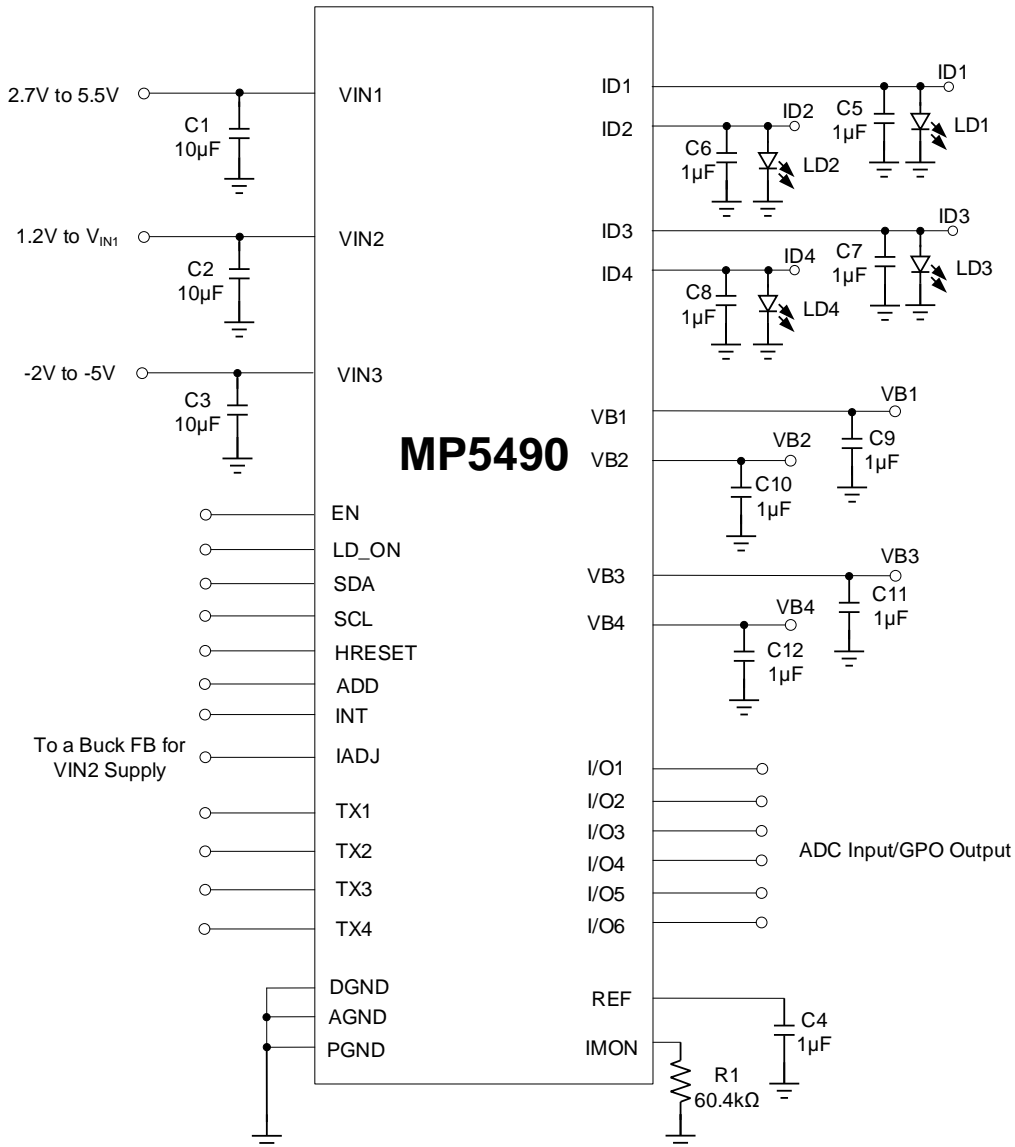 2.7V to 5.5V
C1
10µF
VIN1
1.2V to VIN1
C2
10µF
VIN2
-2V to -5V
C3
10µF
VIN3
MP5490
EN
LD_ON
SDA
SCL
HRESET
ADD
INT
To a Buck FB for
VIN2 Supply
IADJ
TX1
TX2
TX3
TX4
DGND
AGND
PGND
ID1
ID1
C5
1µF
LD1
ID2
ID2
C6
1µF
LD2
ID3
ID3
C7
1µF
LD3
ID4
ID4
C8
1µF
LD4
VB1
VB1
C9
1µF
VB2
VB2
C10
1µF
VB3
VB3
C11
1µF
VB4
VB4
C12
1µF
I/O1
I/O2
I/O3
I/O4
I/O5
I/O6
ADC Input/GPO Output
REF
C4
1µF
IMON
R1
60.4kΩ